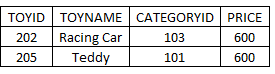 TOYID TOYNAME CATEGORYID PRICE
202 Racing Car 103 600
205 Teddy 101 600